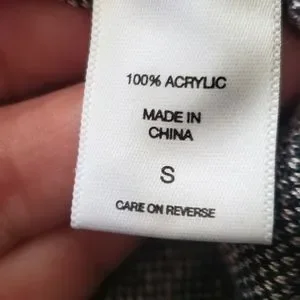 100% ACRYLIC
MADE IN
CHINA
S
CARE ON REVERSE